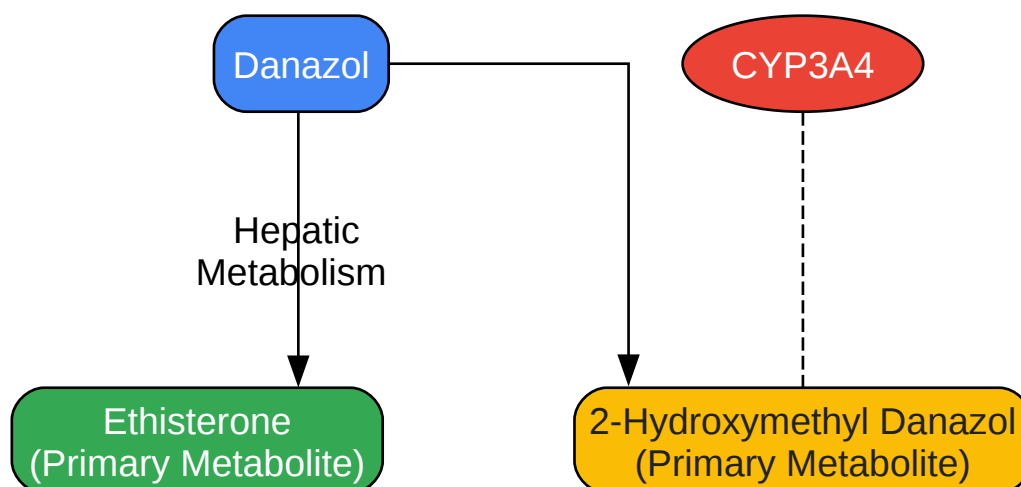 Danazol
CYP3A4
Hepatic
Metabolism
Ethisterone
(Primary Metabolite)
2-Hydroxymethyl Danazol
(Primary Metabolite)